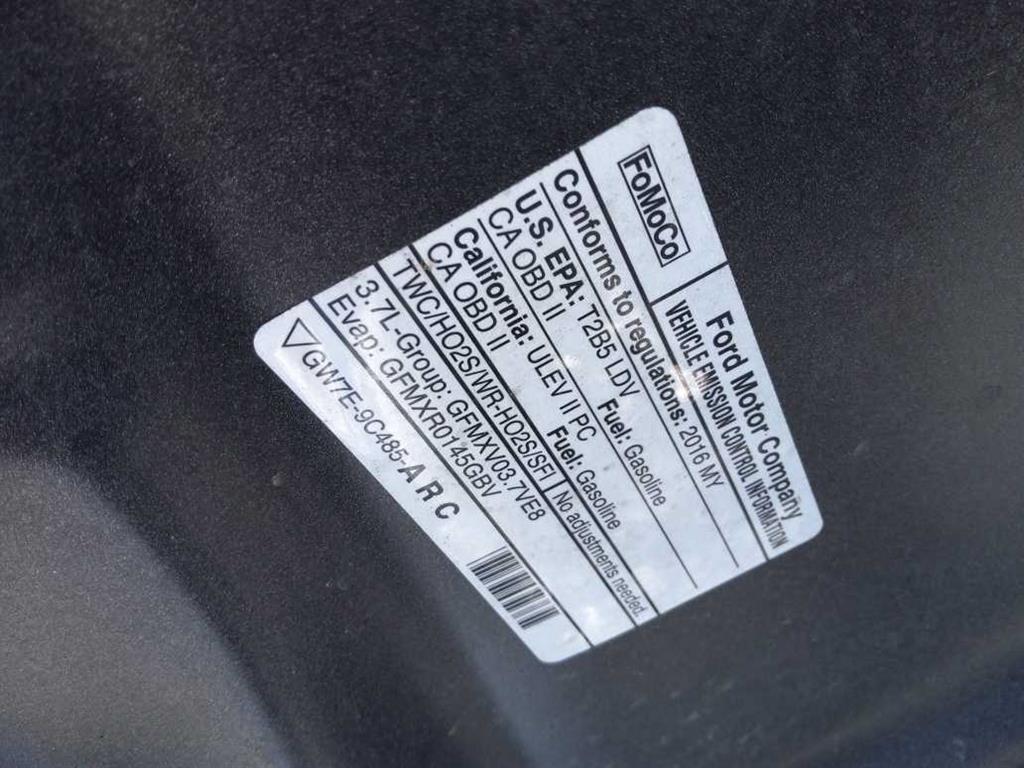 FoMoCo
Ford Motor Company
VEHICLE EMISSION CONTROL INFORMATION
Conforms to regulations: 2016 MY
U.S. EPA: T2B5 LDV Fuel: Gasoline
CA OBD II
California: ULEV II PC Fuel: Gasoline
CA OBD II
TWC/HO2S/WR-HO2S/SFI No adjustments needed.
3.7L-Group: GFMXV03.7VE8
Evap: GFMXR0145GBV
GW7E-9C485-A R C